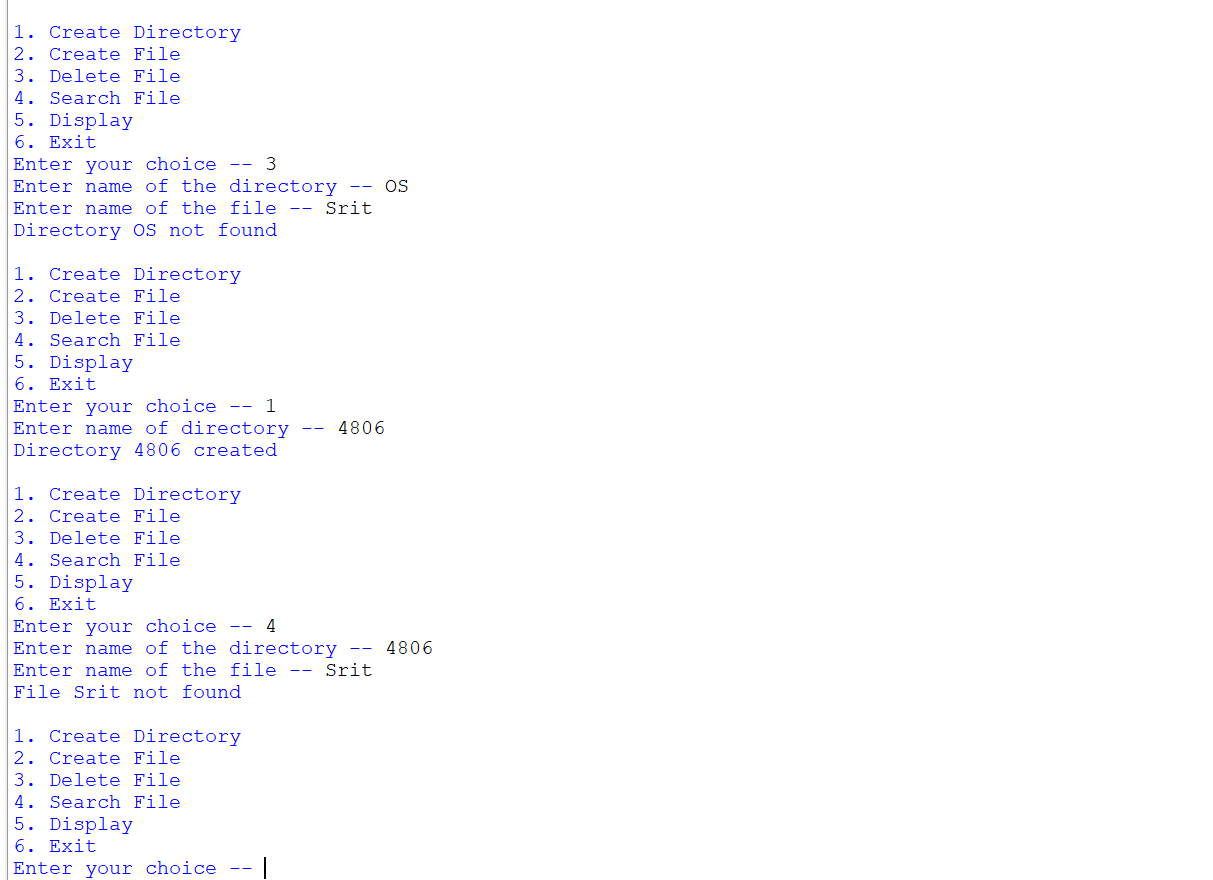 1. Create Directory
2. Create File
3. Delete File
4. Search File
5. Display
6. Exit
Enter your choice -- 3
Enter name of the directory -- OS
Enter name of the file -- Srit
Directory OS not found
1. Create Directory
2. Create File
3. Delete File
4. Search File
5. Display
6. Exit
Enter your choice -- 1
Enter name of directory -- 4806
Directory 4806 created
1. Create Directory
2. Create File
3. Delete File
4. Search File
5. Display
6. Exit
Enter your choice -- 4
Enter name of the directory -- 4806
Enter name of the file -- Srit
File Srit not found
1. Create Directory
2. Create File
3. Delete File
4. Search File
5. Display
6. Exit
Enter your choice --